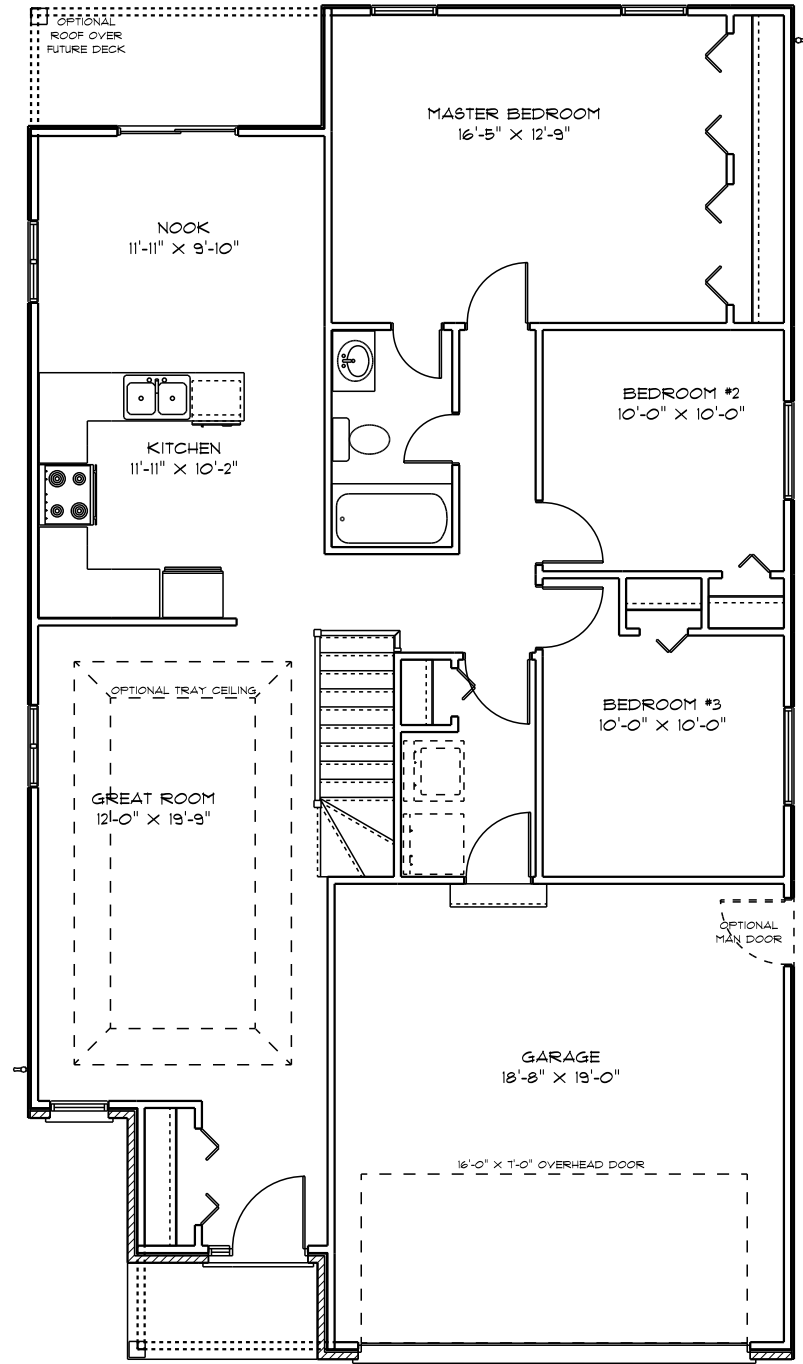 OPTIONAL
ROOF OVER
FUTURE DECK
MASTER BEDROOM
16'-5" X 12'-9"
NOOK
11'-11" X 9'-10"
BEDROOM #2
10'-0" X 10'-0"
KITCHEN
11'-11" X 10'-2"
OPTIONAL TRAY CEILING
BEDROOM #3
10'-0" X 10'-0"
GREAT ROOM
12'-0" X 19'-9"
OPTIONAL
MAN DOOR
GARAGE
18'-8" X 19'-0"
16'-0" X 7'-0" OVERHEAD DOOR